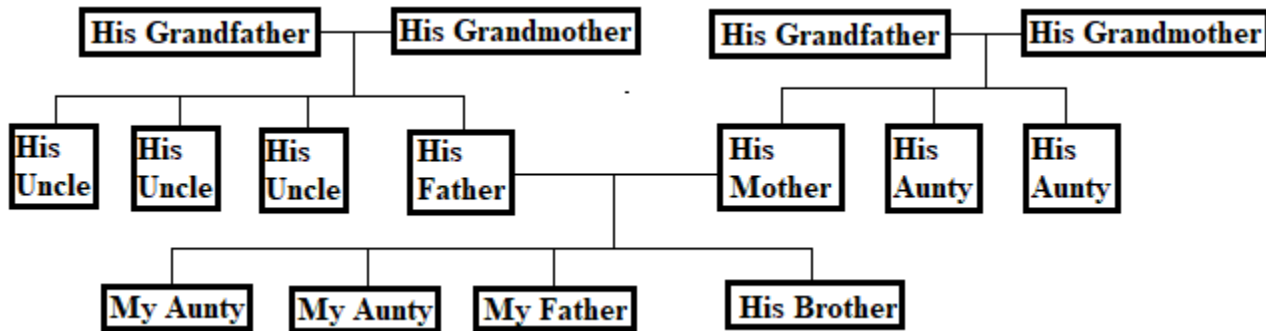 His Grandfather
His Grandmother
His Grandfather
His Grandmother
His
Uncle
His
Uncle
His
Uncle
His
Father
His
Mother
His
Aunty
His
Aunty
My Aunty
My Aunty
My Father
His Brother